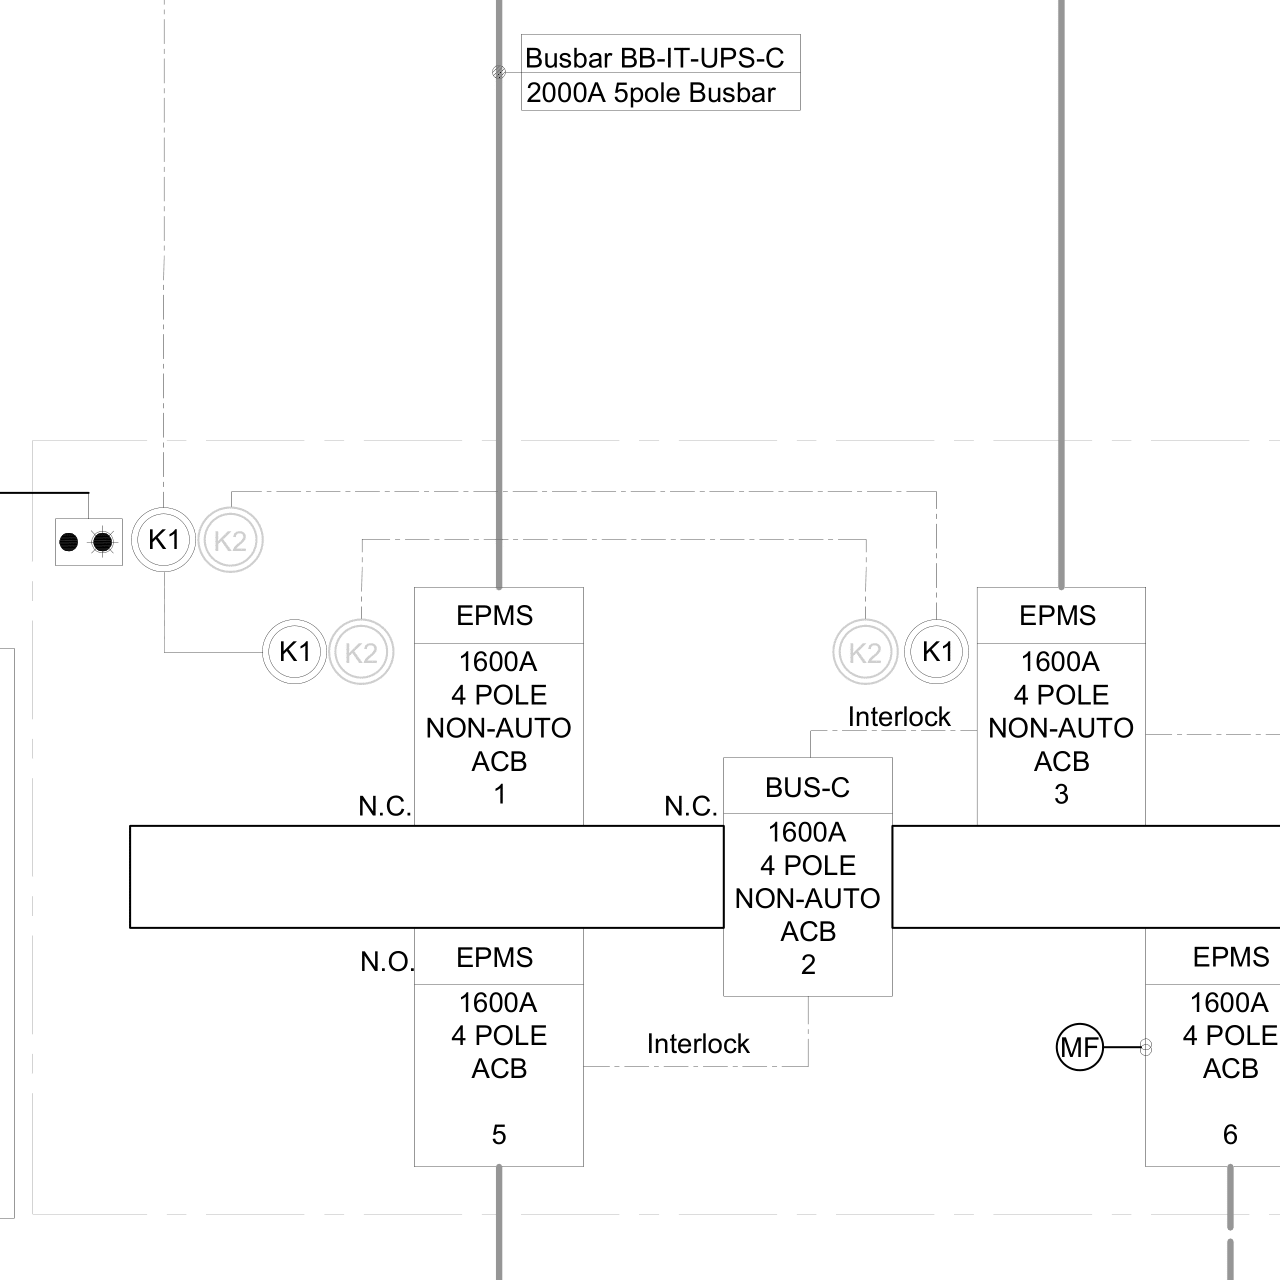 Busbar BB-IT-UPS-C
2000A 5pole Busbar
K1
K2
K1
K2
EPMS
1600A
4 POLE
NON-AUTO
ACB
1
N.C.
K2
K1
Interlock
EPMS
1600A
4 POLE
NON-AUTO
ACB
3
N.C.
BUS-C
1600A
4 POLE
NON-AUTO
ACB
2
N.O.
EPMS
1600A
4 POLE
ACB
5
Interlock
MF
EPMS
1600A
4 POLE
ACB
6